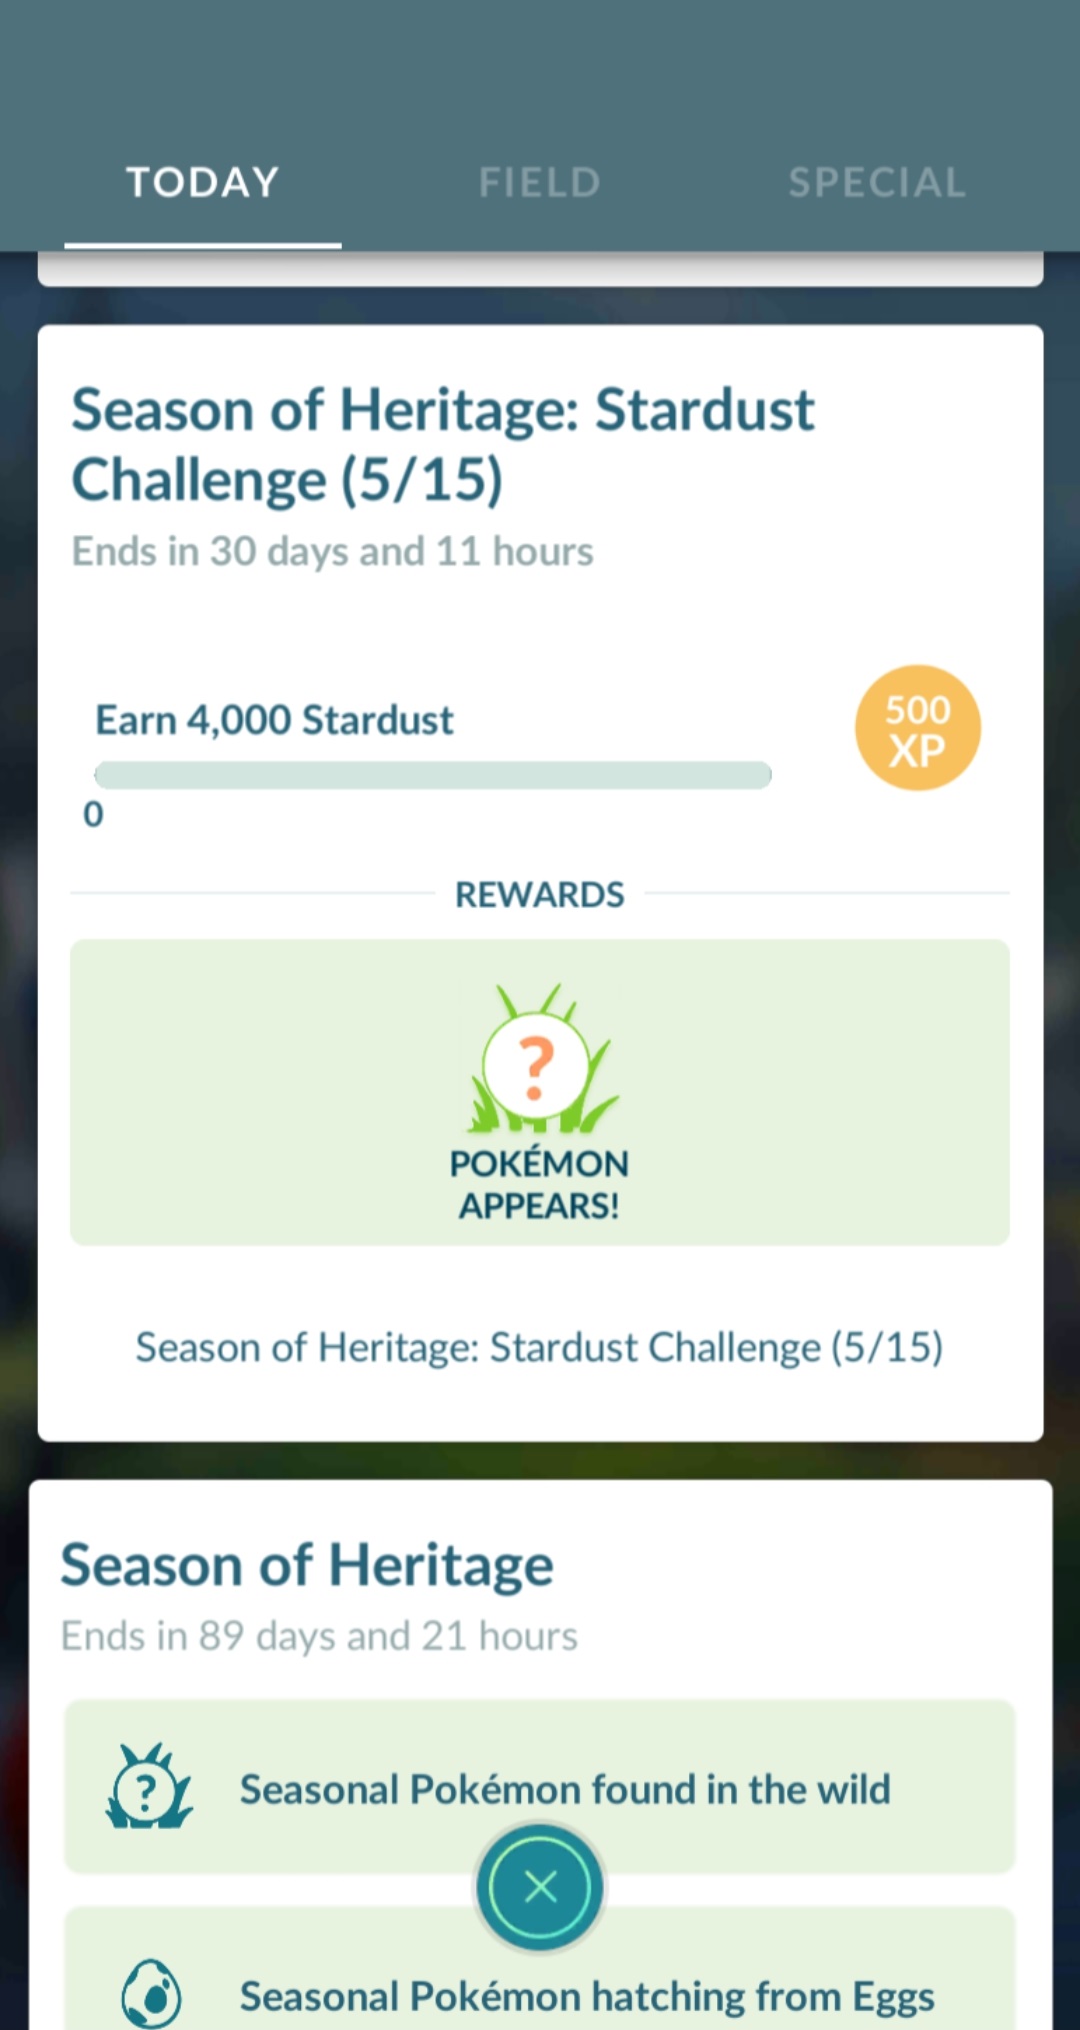 TODAY
FIELD
SPECIAL
Season of Heritage: Stardust
Challenge (5/15)
Ends in 30 days and 11 hours
Earn 4,000 Stardust
500
XP
0
REWARDS
?
POKÉMON
APPEARS!
Season of Heritage: Stardust Challenge (5/15)
Season of Heritage
Ends in 89 days and 21 hours
?
Seasonal Pokémon found in the wild
Seasonal Pokémon hatching from Eggs